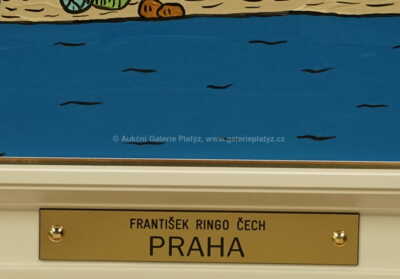 © Aukční Galerie Platýz, www.galerieplatyz.cz
FRANTIŠEK RINGO ČECH
PRAHA